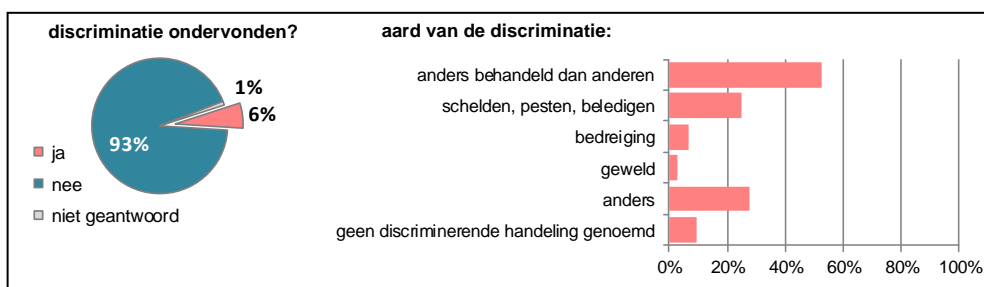 discriminatie ondervonden?
1%
6%
93%
ja
nee
niet geantwoord
aard van de discriminatie:
anders behandeld dan anderen
schelden, pesten, beledigen
bedreiging
geweld
anders
geen discriminerende handeling genoemd
0% 20% 40% 60% 80% 100%